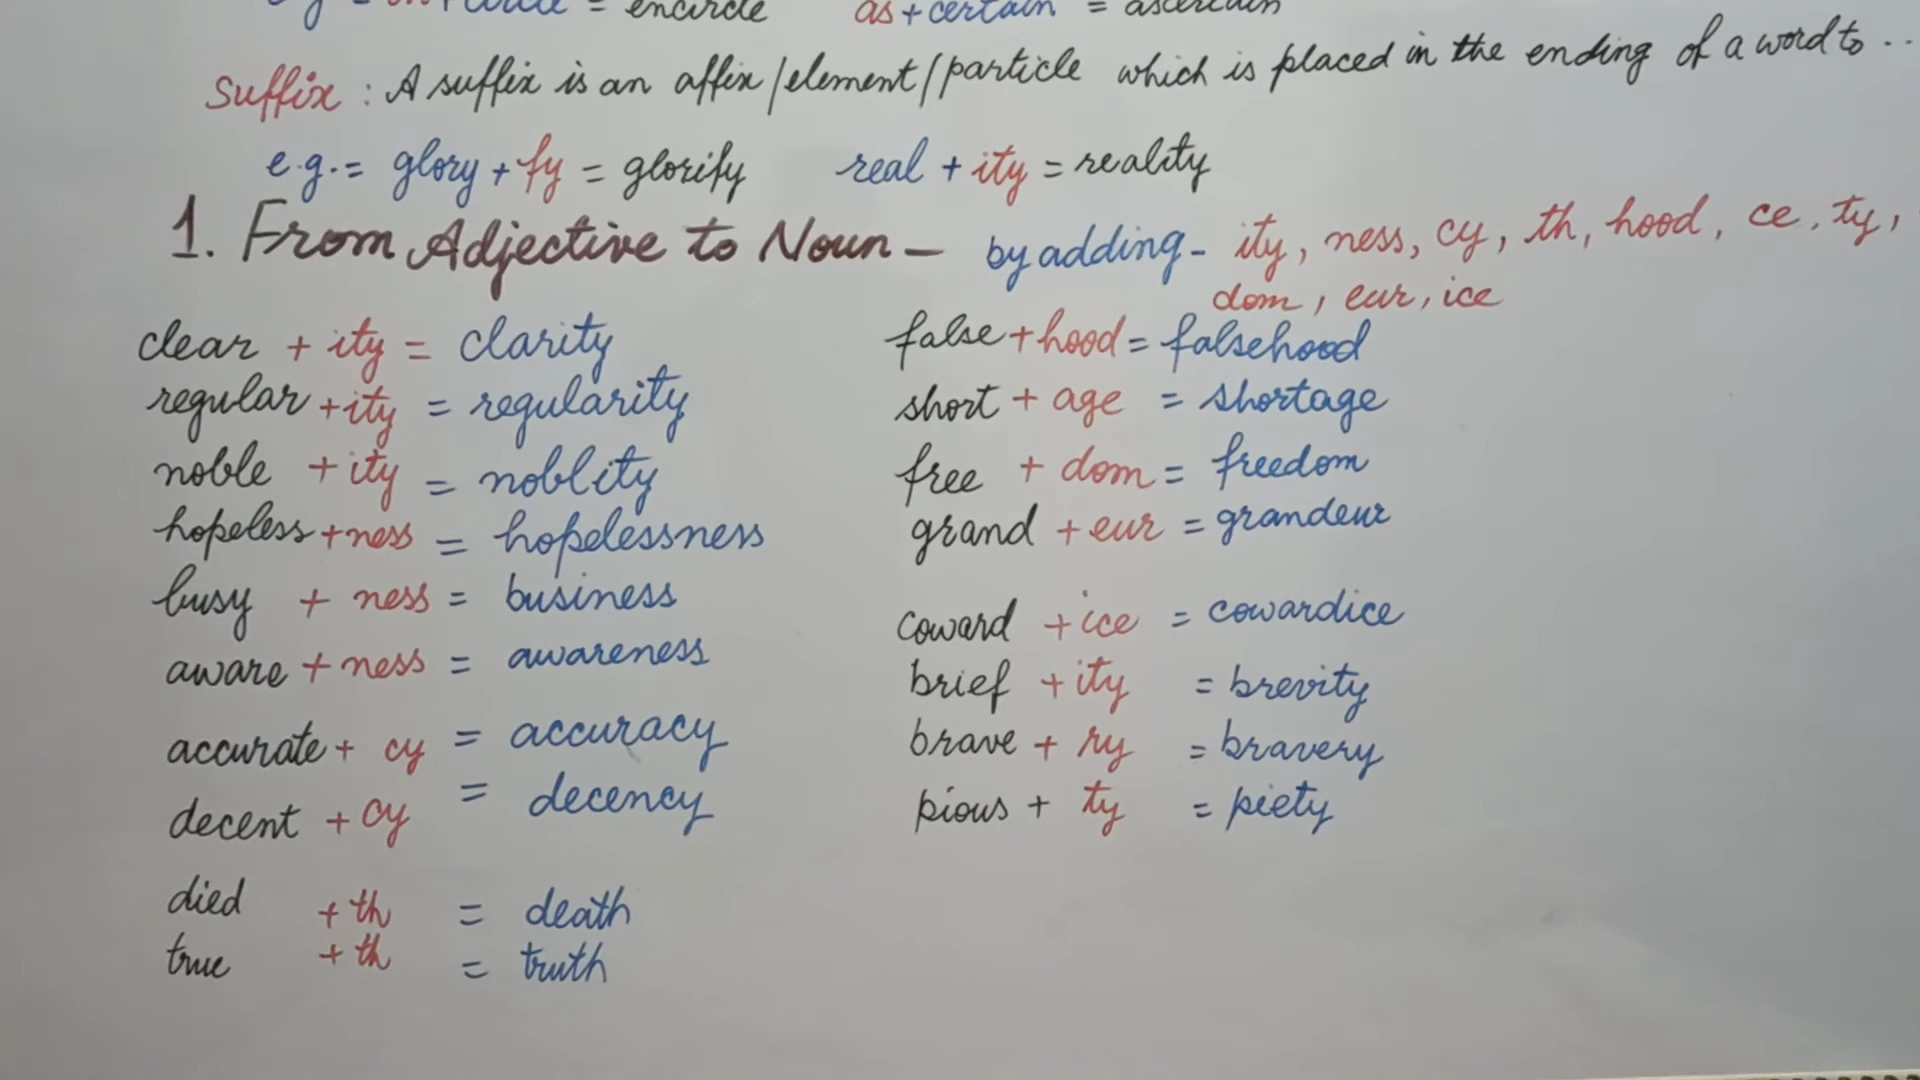 = encircle as + certain = ascertain
Suffix : A suffix is an affix/element/particle which is placed in the ending of a word to ..
e.g.= glory + fy = glorify real + ity = reality
1. From Adjective to Noun - by adding - ity, ness, cy, th, hood, ce, ty,
dom, eur, ice
clear + ity = clarity
regular + ity = regularity
noble + ity = noblity
hopeless + ness = hopelessness
busy + ness = business
aware + ness = awareness
accurate + cy = accuracy
decent + cy = decency
died + th = death
true + th = truth
false + hood = falsehood
short + age = shortage
free + dom = freedom
grand + eur = grandeur
coward + ice = cowardice
brief + ity = brevity
brave + ry = bravery
pious + ty = piety